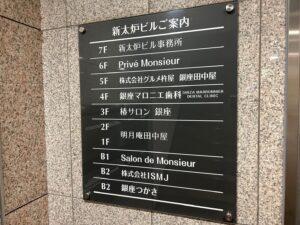 新太炉ビルご案内
7F 新太炉ビル事務所
6F Privé Monsieur
5F 株式会社グルメ杵屋 銀座田中屋
4F 銀座マロニエ歯科 GINZA MARRONNIER DENTAL CLINIC
3F 椿サロン 銀座
2F
明月庵田中屋
1F
B1 Salon de Monsieur
B2 株式会社ISMJ
B2 銀座つかさ